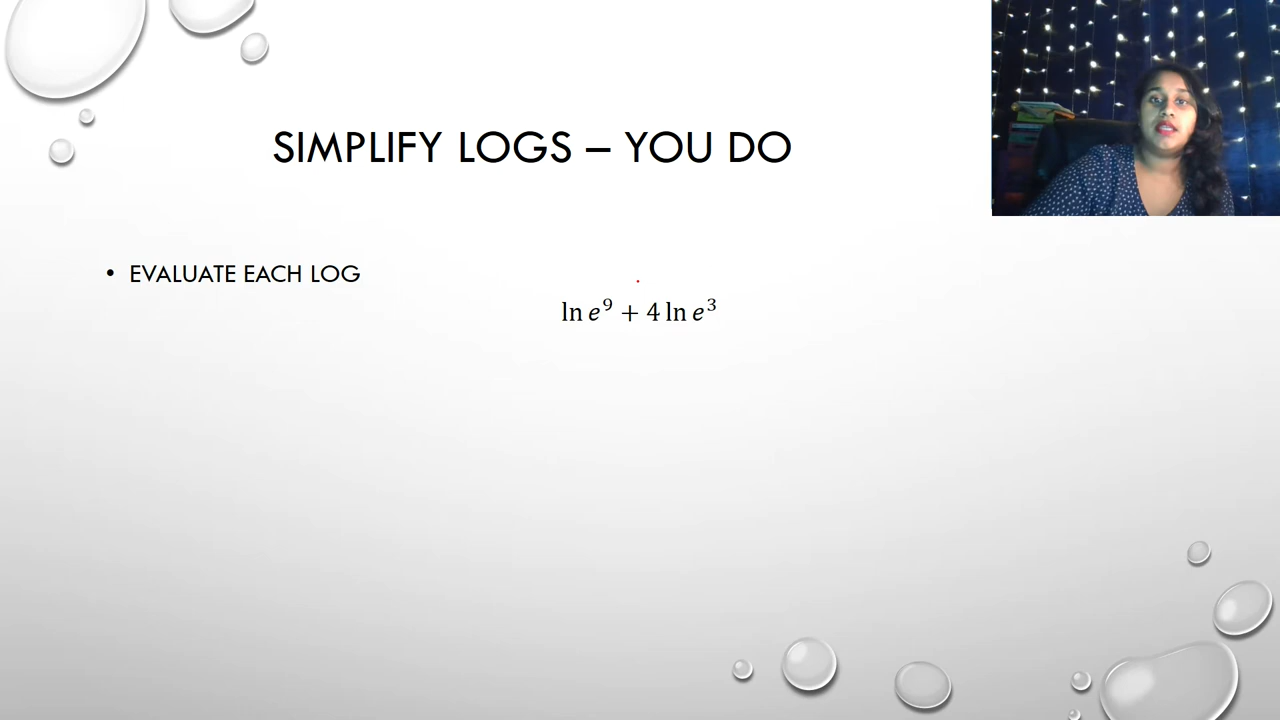 SIMPLIFY LOGS – YOU DO
• EVALUATE EACH LOG
ln e⁹ + 4 ln e³